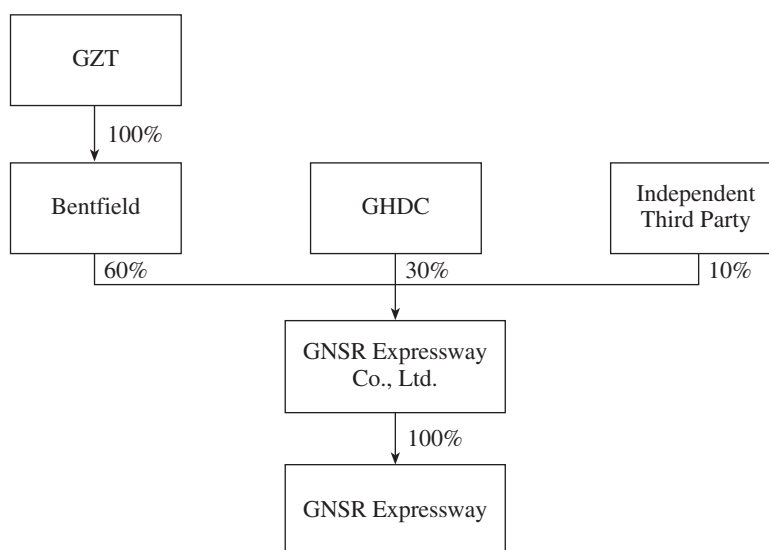 GZT
100%
Bentfield
GHDC
Independent
Third Party
60%
30%
10%
GNSR Expressway
Co., Ltd.
100%
GNSR Expressway